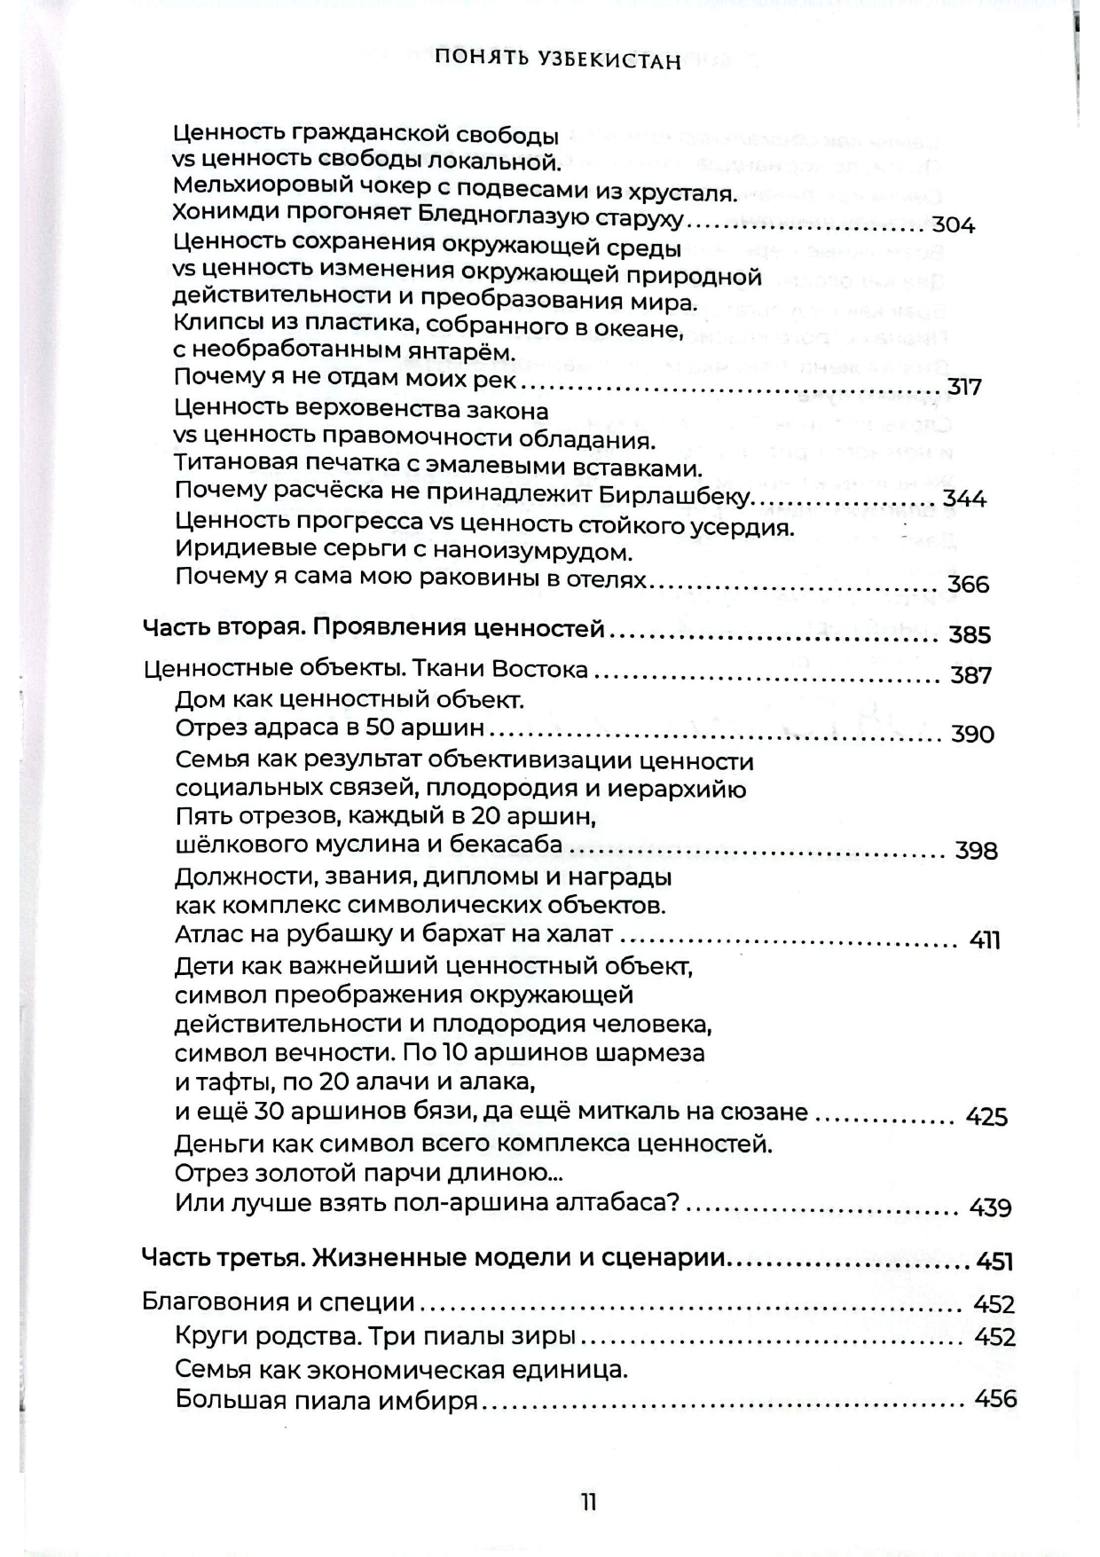 ПОНЯТЬ УЗБЕКИСТАН
Ценность гражданской свободы
vs ценность свободы локальной.
Мельхиоровый чокер с подвесами из хрусталя.
Хонимди прогоняет Бледноглазую старуху........................... 304
Ценность сохранения окружающей среды
vs ценность изменения окружающей природной
действительности и преобразования мира.
Клипсы из пластика, собранного в океане,
с необработанным янтарём.
Почему я не отдам моих рек................................................ 317
Ценность верховенства закона
vs ценность правомочности обладания.
Титановая печатка с эмалевыми вставками.
Почему расчёска не принадлежит Бирлашбеку.................... 344
Ценность прогресса vs ценность стойкого усердия.
Иридиевые серьги с наноизумрудом.
Почему я сама мою раковины в отелях................................ 366
Часть вторая. Проявления ценностей..................................... 385
Ценностные объекты. Ткани Востока ....................................... 387
Дом как ценностный объект.
Отрез адраса в 50 аршин.................................................... 390
Семья как результат объективизации ценности
социальных связей, плодородия и иерархийю
Пять отрезов, каждый в 20 аршин,
шёлкового муслина и бекасаба ........................................... 398
Должности, звания, дипломы и награды
как комплекс символических объектов.
Атлас на рубашку и бархат на халат ..................................... 411
Дети как важнейший ценностный объект,
символ преображения окружающей
действительности и плодородия человека,
символ вечности. По 10 аршинов шармеза
и тафты, по 20 алачи и алака,
и ещё 30 аршинов бязи, да ещё миткаль на сюзане ............... 425
Деньги как символ всего комплекса ценностей.
Отрез золотой парчи длиною...
Или лучше взять пол-аршина алтабаса? .............................. 439
Часть третья. Жизненные модели и сценарии.......................... 451
Благовония и специи ............................................................ 452
Круги родства. Три пиалы зиры........................................... 452
Семья как экономическая единица.
Большая пиала имбиря...................................................... 456
11